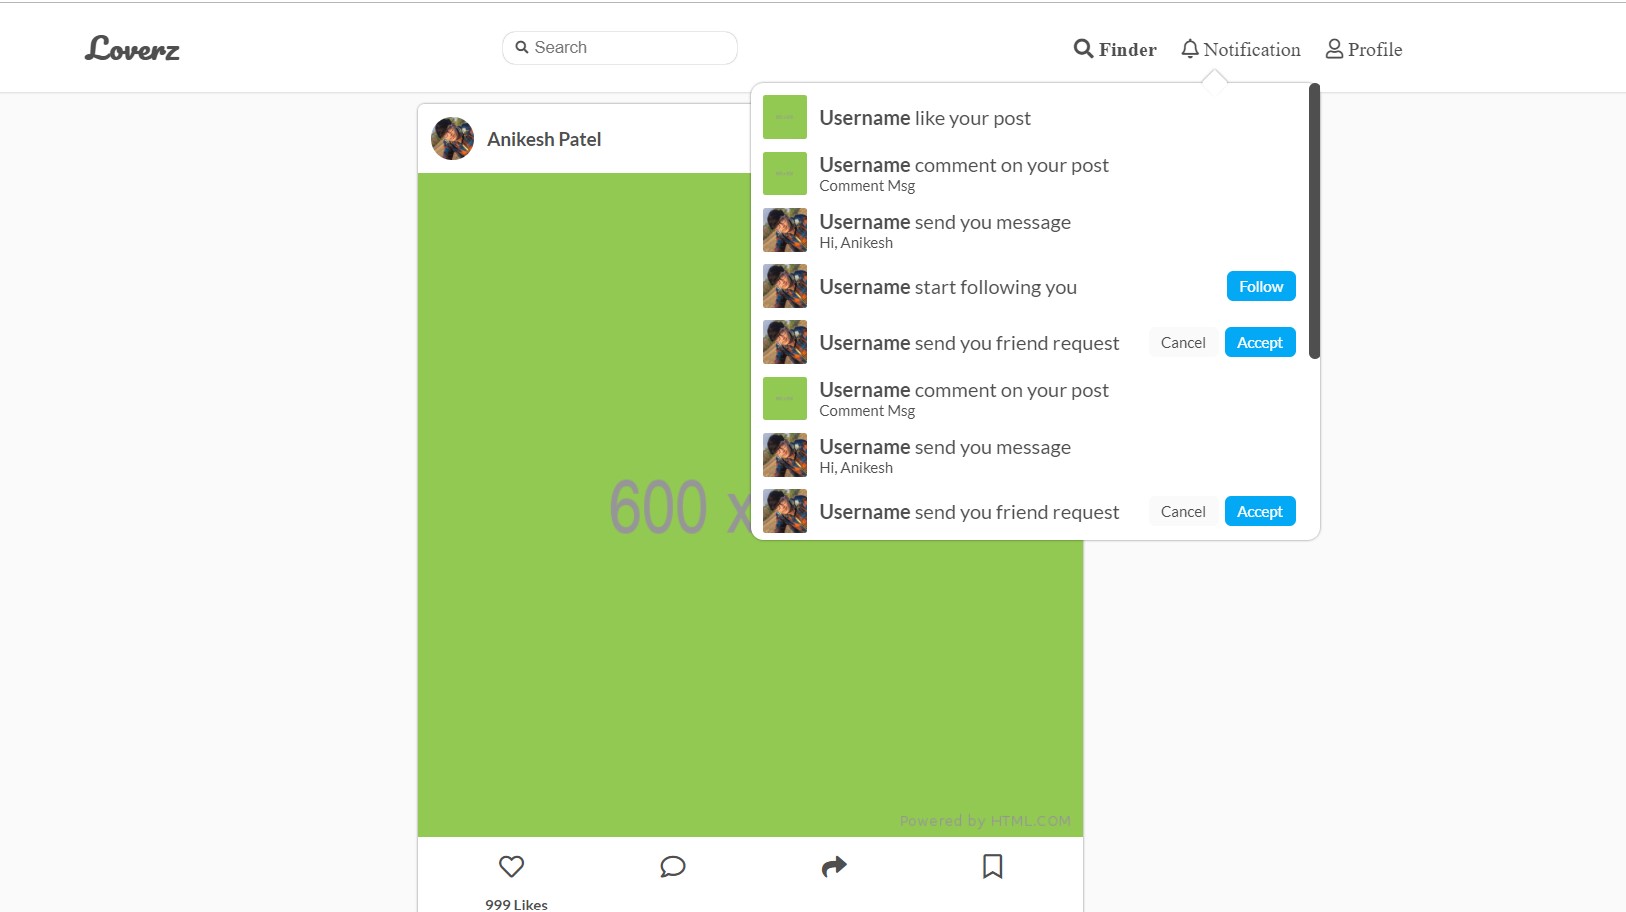 Loverz
Search
Finder
Notification
Profile
Anikesh Patel
Username like your post
Username comment on your post
Comment Msg
Username send you message
Hi, Anikesh
Username start following you
Follow
Username send you friend request
Cancel
Accept
Username comment on your post
Comment Msg
Username send you message
Hi, Anikesh
Username send you friend request
Cancel
Accept
600 x
Powered by HTML.COM
999 Likes